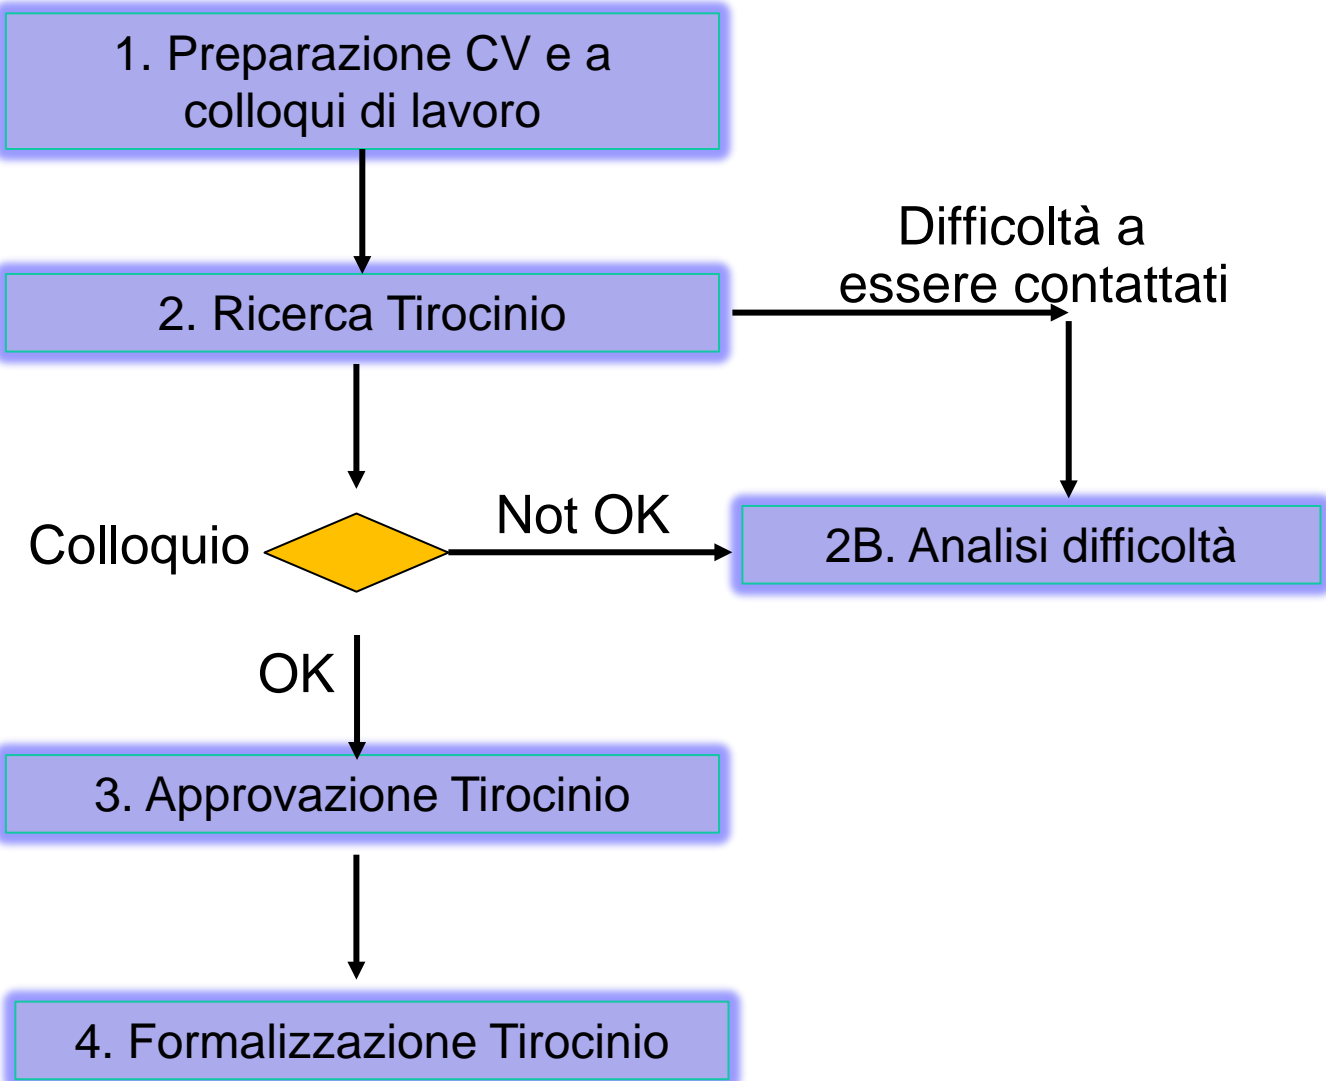 1. Preparazione CV e a
colloqui di lavoro
Difficoltà a
essere contattati
2. Ricerca Tirocinio
Not OK
Colloquio
2B. Analisi difficoltà
OK
3. Approvazione Tirocinio
4. Formalizzazione Tirocinio